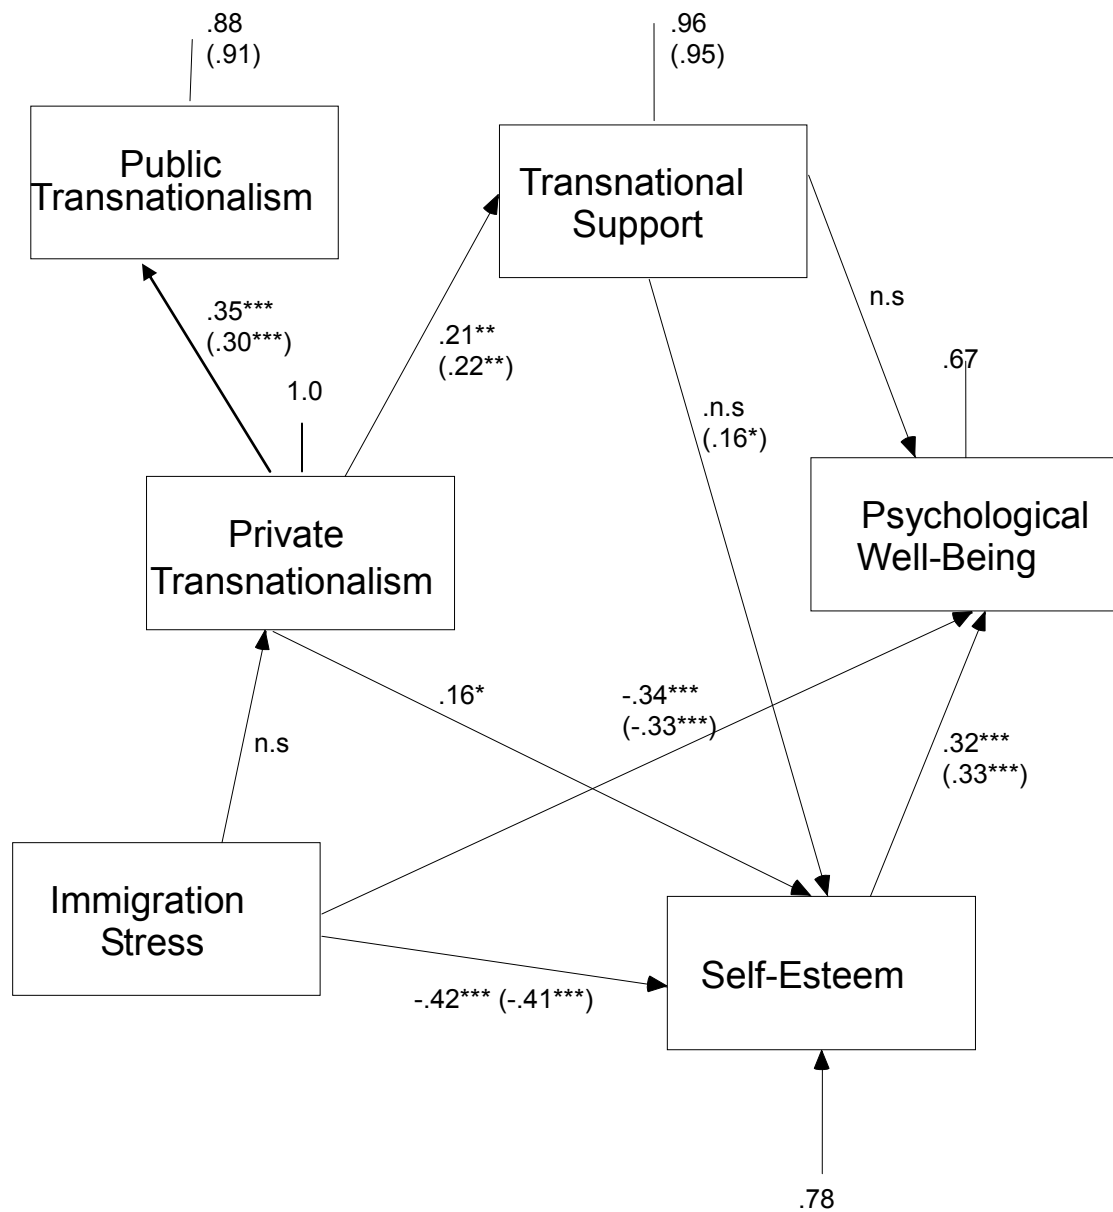 .88
(.91)
.96
(.95)
Public
Transnationalism
Transnational
Support
n.s
.35***
(.30***)
.21**
(.22**)
.67
1.0
.n.s
(.16*)
Psychological
Well-Being
Private
Transnationalism
.16*
-.34***
(-.33***)
n.s
.32***
(.33***)
Immigration
Stress
Self-Esteem
-.42*** (-.41***)
.78